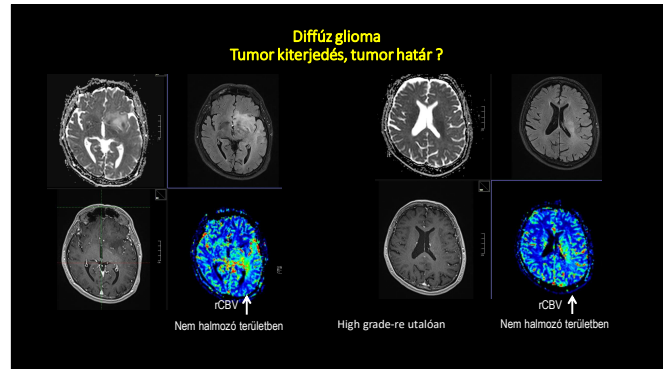 Diffúz glioma
Tumor kiterjedés, tumor határ ?
rCBV
Nem halmozó területben
High grade-re utalóan
rCBV
Nem halmozó területben